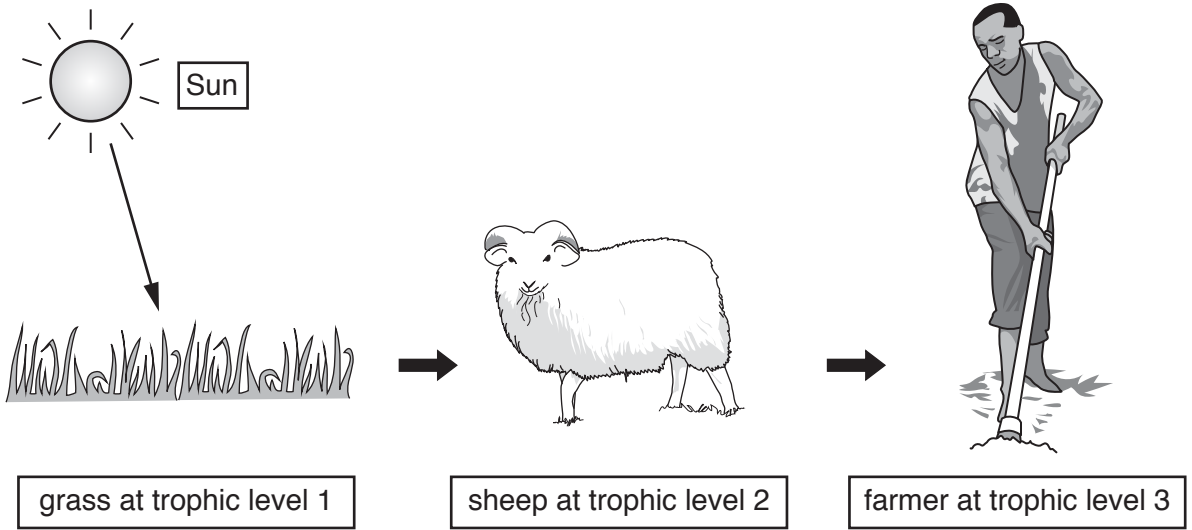 Sun
grass at trophic level 1
sheep at trophic level 2
farmer at trophic level 3